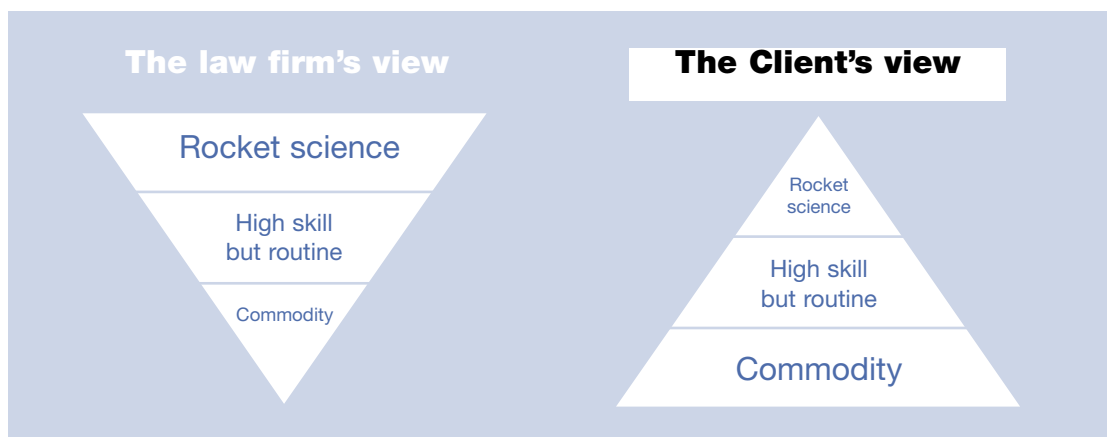 The law firm’s view
Rocket science
High skill
but routine
Commodity
The Client’s view
Rocket
science
High skill
but routine
Commodity